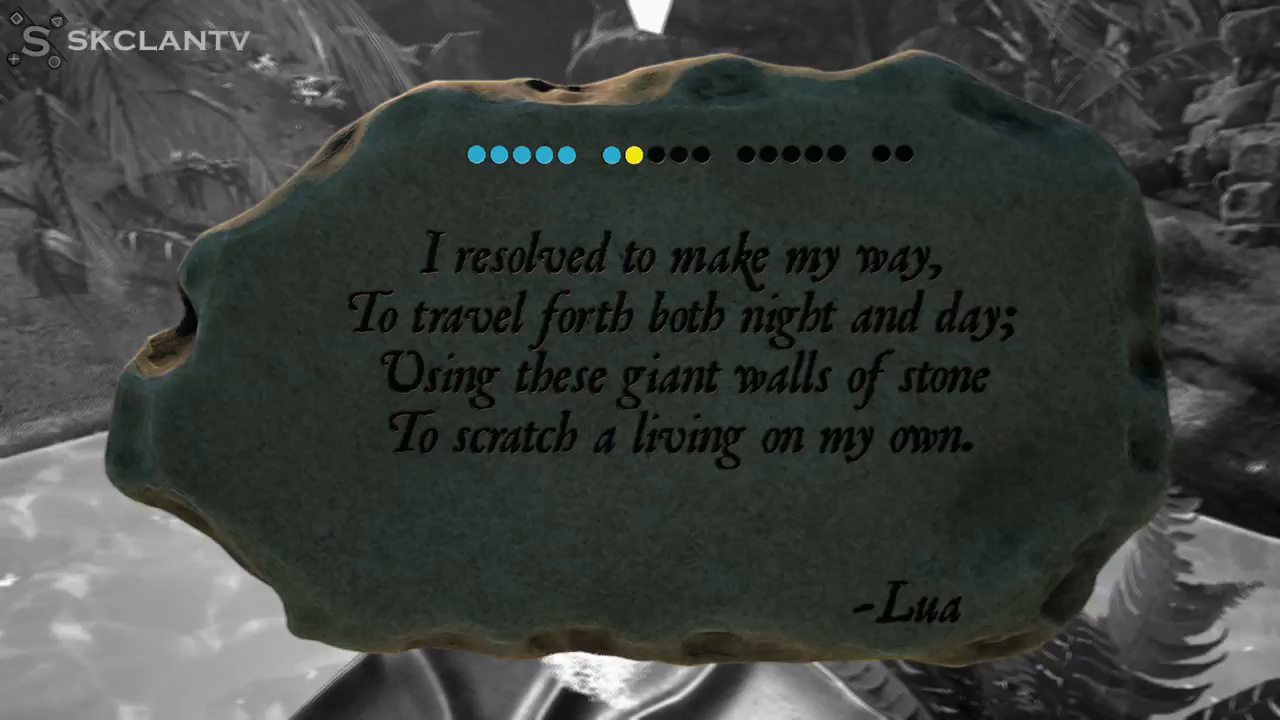 SKCLANTV
I resolved to make my way,
To travel forth both night and day;
Using these giant walls of stone
To scratch a living on my own.
-Lua